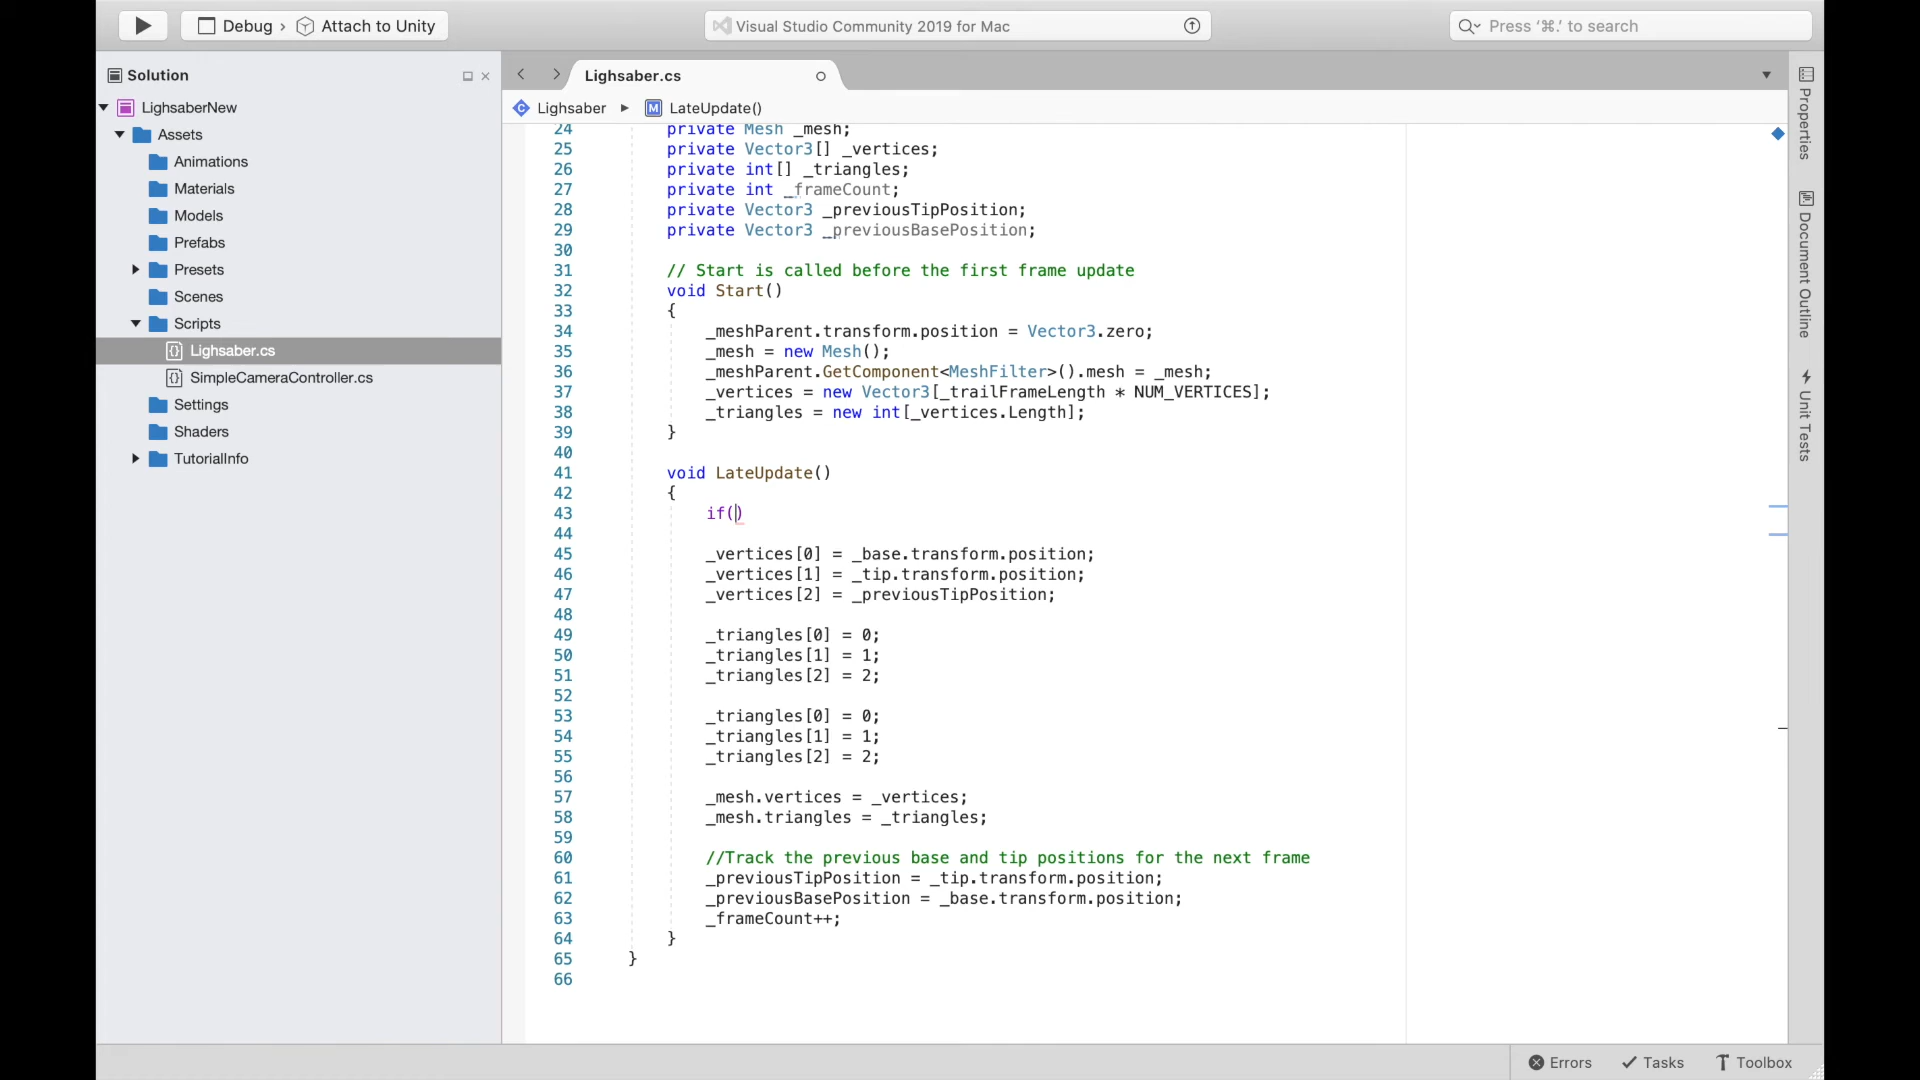 Debug › Attach to Unity
Visual Studio Community 2019 for Mac
Press ‘⌘.’ to search
Solution
LighsaberNew
Assets
Animations
Materials
Models
Prefabs
Presets
Scenes
Scripts
Lighsaber.cs
SimpleCameraController.cs
Settings
Shaders
TutorialInfo
Lighsaber.cs
Lighsaber LateUpdate()
24 private Mesh _mesh;
25 private Vector3[] _vertices;
26 private int[] _triangles;
27 private int _frameCount;
28 private Vector3 _previousTipPosition;
29 private Vector3 _previousBasePosition;
30
31 // Start is called before the first frame update
32 void Start()
33 {
34 _meshParent.transform.position = Vector3.zero;
35 _mesh = new Mesh();
36 _meshParent.GetComponent<MeshFilter>().mesh = _mesh;
37 _vertices = new Vector3[_trailFrameLength * NUM_VERTICES];
38 _triangles = new int[_vertices.Length];
39 }
40
41 void LateUpdate()
42 {
43 if()
44
45 _vertices[0] = _base.transform.position;
46 _vertices[1] = _tip.transform.position;
47 _vertices[2] = _previousTipPosition;
48
49 _triangles[0] = 0;
50 _triangles[1] = 1;
51 _triangles[2] = 2;
52
53 _triangles[0] = 0;
54 _triangles[1] = 1;
55 _triangles[2] = 2;
56
57 _mesh.vertices = _vertices;
58 _mesh.triangles = _triangles;
59
60 //Track the previous base and tip positions for the next frame
61 _previousTipPosition = _tip.transform.position;
62 _previousBasePosition = _base.transform.position;
63 _frameCount++;
64 }
65 }
66
Properties
Document Outline
Unit Tests
Errors
Tasks
Toolbox